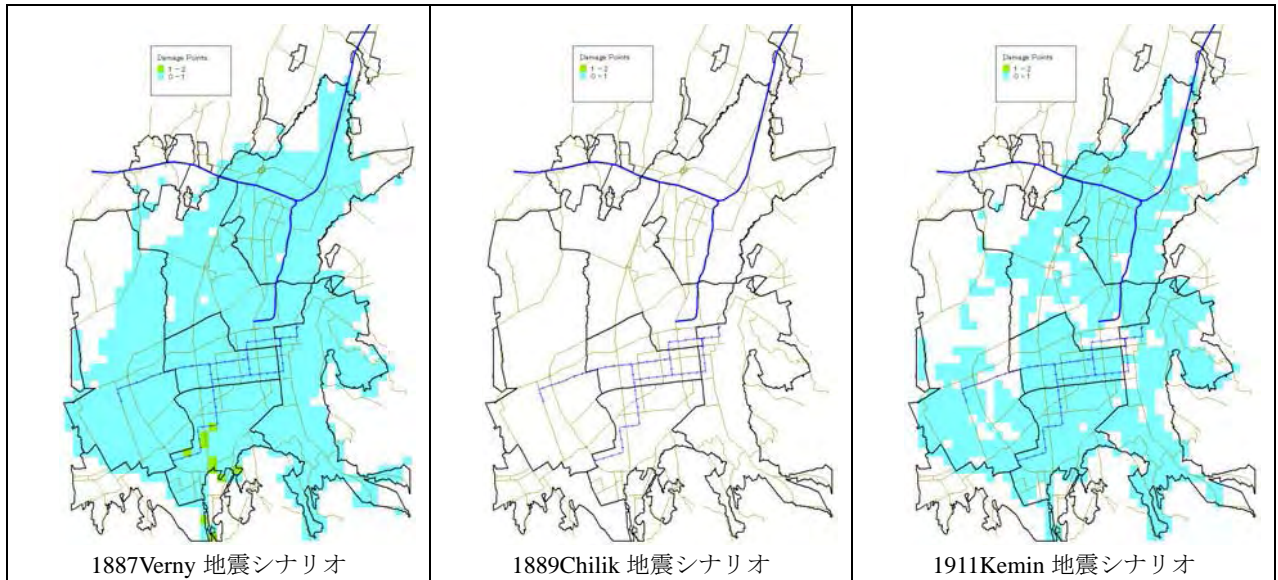 Damage Points
1 - 2
0 - 1
Damage Points
1 - 2
0 - 1
Damage Points
1 - 2
0 - 1
1887Verny 地震シナリオ
1889Chilik 地震シナリオ
1911Kemin 地震シナリオ